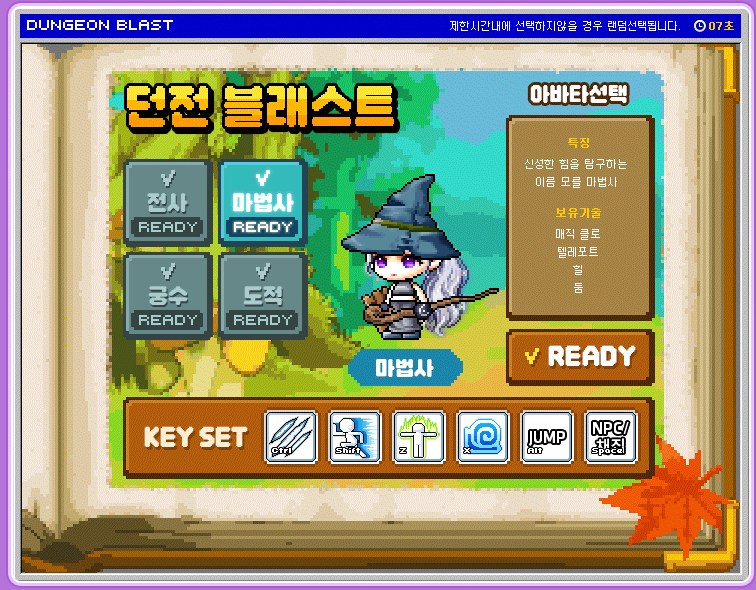 DUNGEON BLAST
제한시간내에 선택하지않을 경우 랜덤선택됩니다.
07초
던전 블래스트
아바타선택
전사
READY
마법사
READY
궁수
READY
도적
READY
특징
신성한 힘을 탐구하는
이름 모를 마법사
보유기술
매직 클로
텔레포트
힐
둠
마법사
READY
KEY SET
Ctrl
Shift
Z
X
JUMP
Alt
NPC/
채집
Space